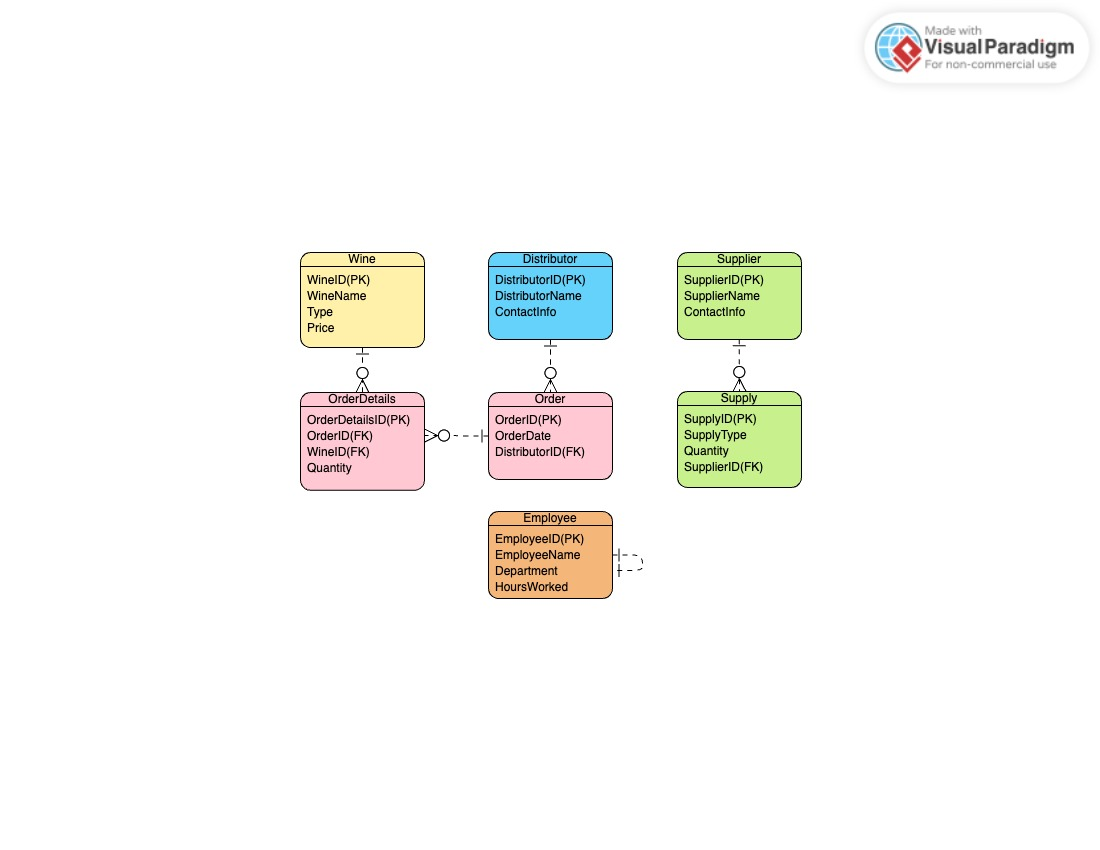 Made with
Visual Paradigm
For non-commercial use
Wine
WineID(PK)
WineName
Type
Price
Distributor
DistributorID(PK)
DistributorName
ContactInfo
Supplier
SupplierID(PK)
SupplierName
ContactInfo
OrderDetails
OrderDetailsID(PK)
OrderID(FK)
WineID(FK)
Quantity
Order
OrderID(PK)
OrderDate
DistributorID(FK)
Supply
SupplyID(PK)
SupplyType
Quantity
SupplierID(FK)
Employee
EmployeeID(PK)
EmployeeName
Department
HoursWorked